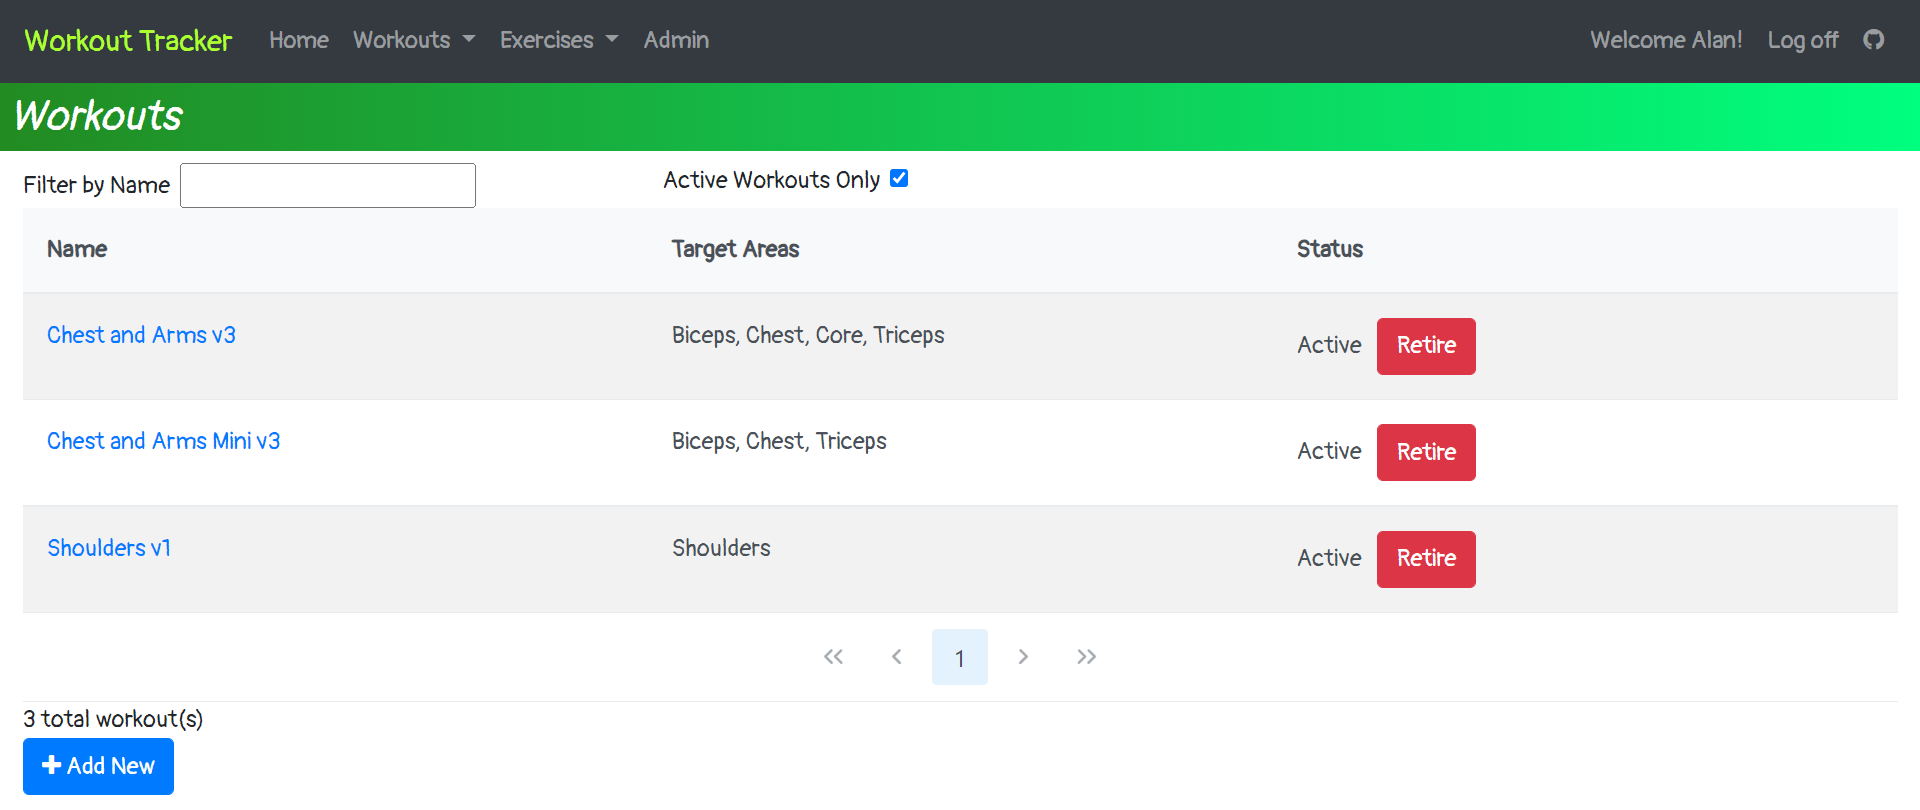 Workout Tracker Home Workouts Exercises Admin Welcome Alan! Log off
Workouts
Filter by Name Active Workouts Only
Name Target Areas Status
Chest and Arms v3 Biceps, Chest, Core, Triceps Active Retire
Chest and Arms Mini v3 Biceps, Chest, Triceps Active Retire
Shoulders v1 Shoulders Active Retire
1
3 total workout(s)
Add New